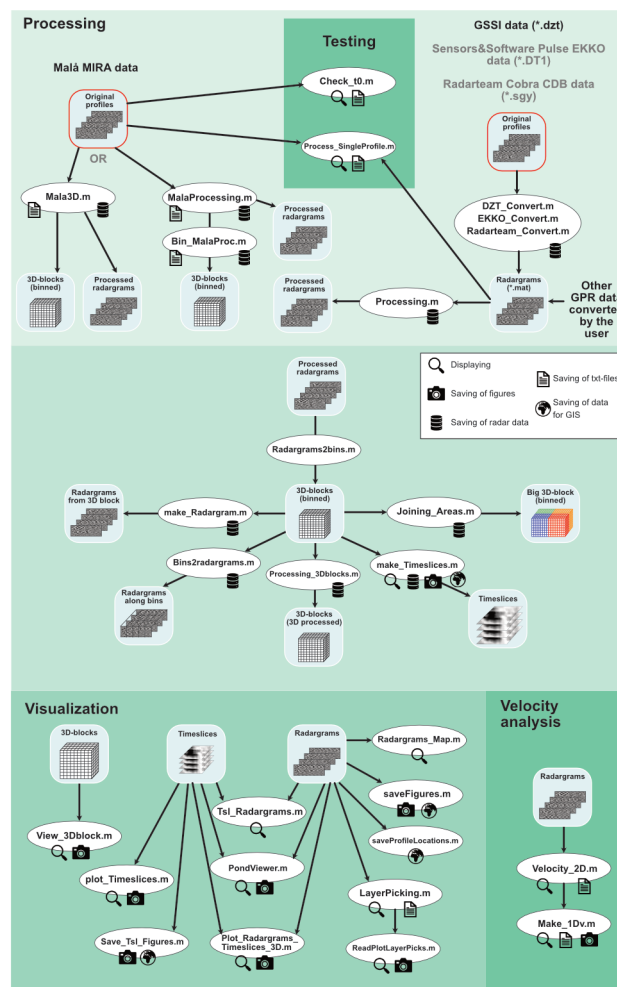 Processing
Testing
GSSI data (*.dzt)
Sensors&Software Pulse EKKO
data (*.DT1)
Radarteam Cobra CDB data
(*.sgy)
Malå MIRA data
Original
profiles
OR
Check_t0.m
Process_SingleProfile.m
Original
profiles
Mala3D.m
MalaProcessing.m
Bin_MalaProc.m
Processed
radargrams
DZT_Convert.m
EKKO_Convert.m
Radarteam_Convert.m
3D-blocks
(binned)
Processed
radargrams
3D-blocks
(binned)
Processed
radargrams
Processing.m
Radargrams
(*.mat)
Other
GPR data
converted
by the
user
Processed
radargrams
Displaying
Saving of figures
Saving of radar data
Saving of txt-files
Saving of data
for GIS
Radargrams2bins.m
Radargrams
from 3D block
make_Radargram.m
3D-blocks
(binned)
Joining_Areas.m
Big 3D-block
(binned)
Bins2radargrams.m
Processing_3Dblocks.m
make_Timeslices.m
Radargrams
along bins
3D-blocks
(3D processed)
Timeslices
Visualization
3D-blocks
Timeslices
Radargrams
Radargrams_Map.m
saveFigures.m
Tsl_Radargrams.m
saveProfileLocations.m
View_3Dblock.m
plot_Timeslices.m
PondViewer.m
LayerPicking.m
Save_Tsl_Figures.m
Plot_Radargrams_
Timeslices_3D.m
ReadPlotLayerPicks.m
Velocity
analysis
Radargrams
Velocity_2D.m
Make_1Dv.m